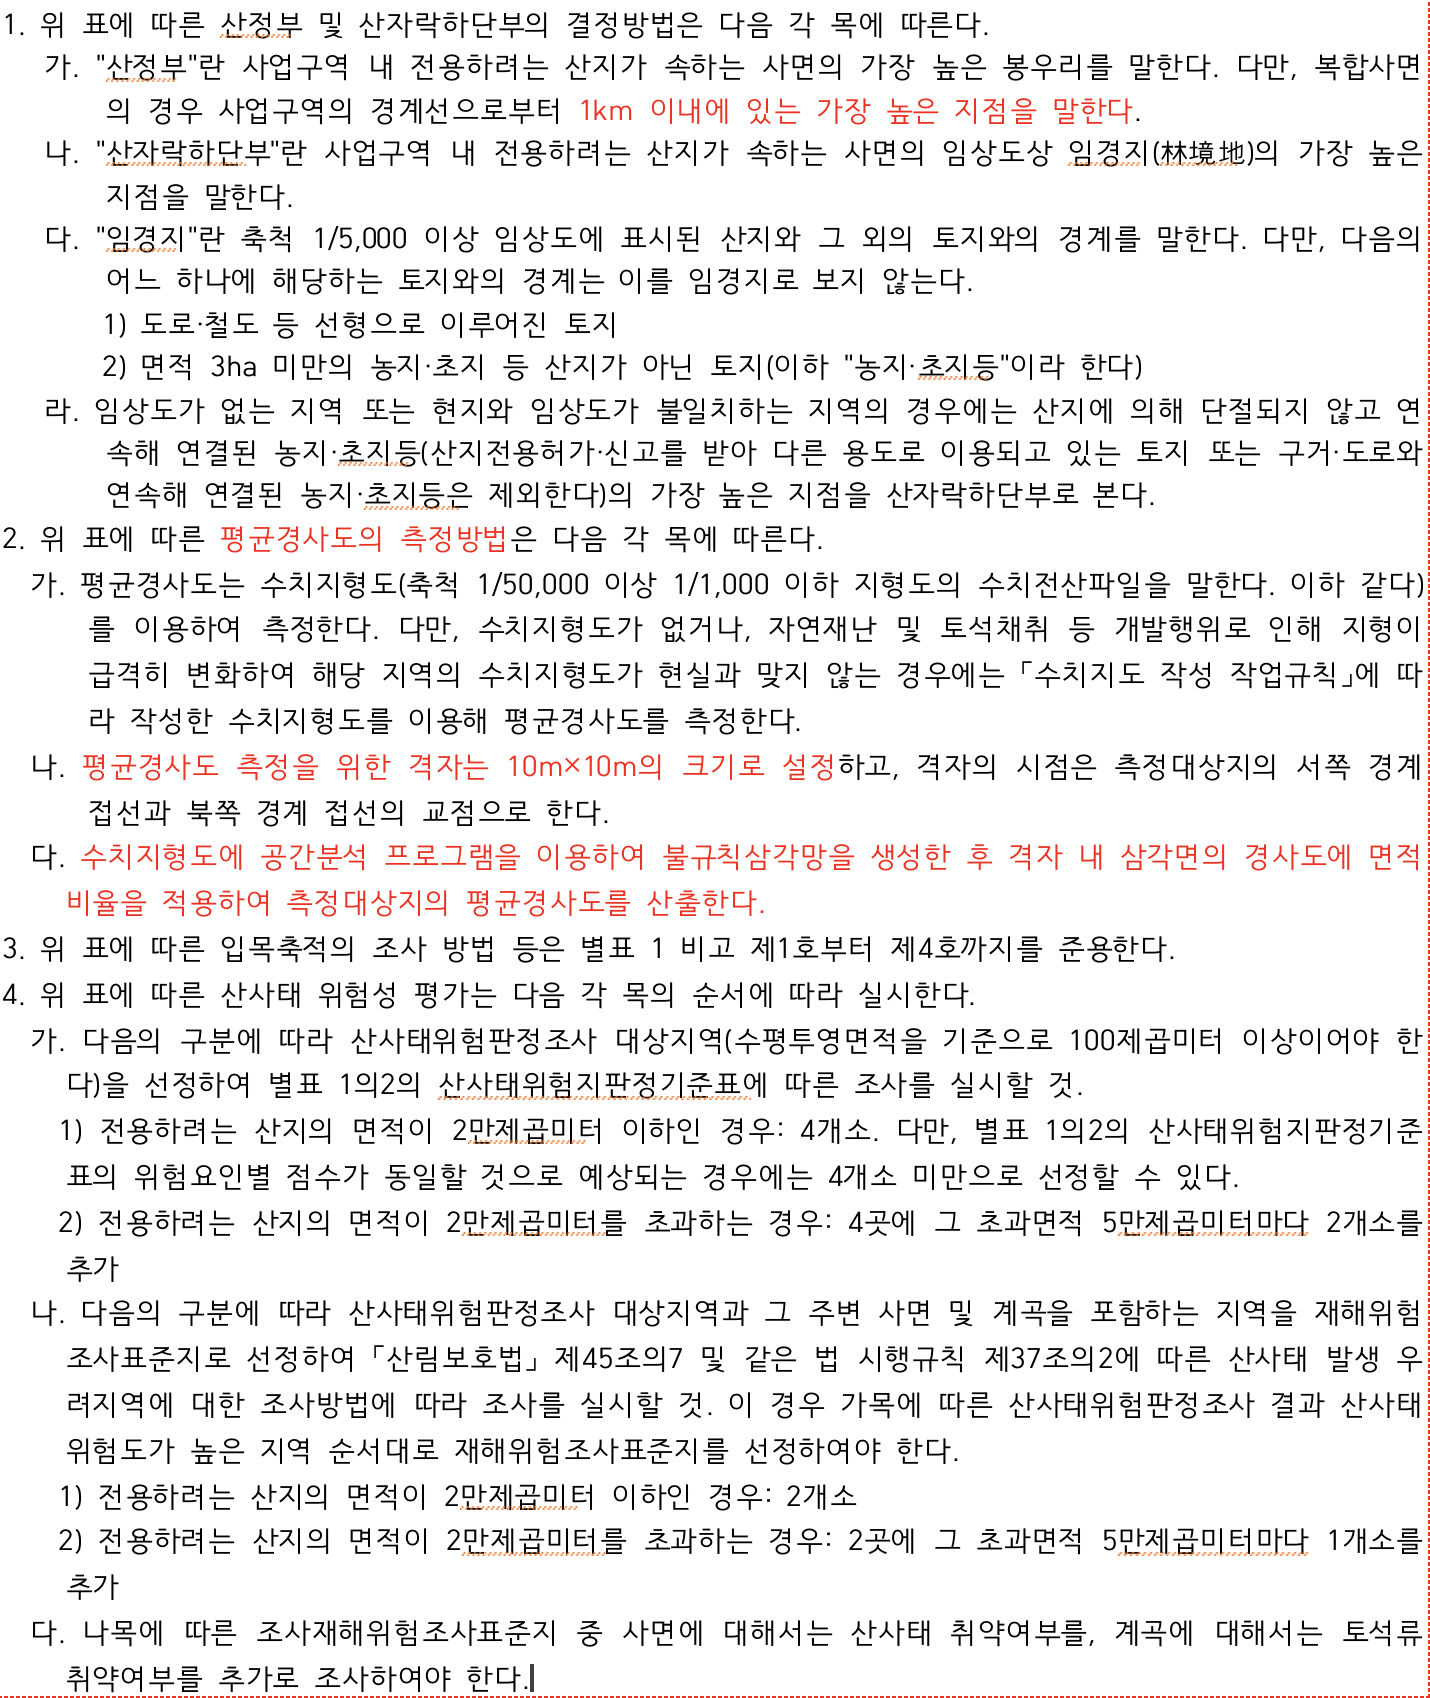 1. 위 표에 따른 산정부 및 산자락하단부의 결정방법은 다음 각 목에 따른다.
가. "산정부"란 사업구역 내 전용하려는 산지가 속하는 사면의 가장 높은 봉우리를 말한다. 다만, 복합사면
의 경우 사업구역의 경계선으로부터 1km 이내에 있는 가장 높은 지점을 말한다.
나. "산자락하단부"란 사업구역 내 전용하려는 산지가 속하는 사면의 임상도상 임경지(林境地)의 가장 높은
지점을 말한다.
다. "임경지"란 축척 1/5,000 이상 임상도에 표시된 산지와 그 외의 토지와의 경계를 말한다. 다만, 다음의
어느 하나에 해당하는 토지와의 경계는 이를 임경지로 보지 않는다.
1) 도로·철도 등 선형으로 이루어진 토지
2) 면적 3ha 미만의 농지·초지 등 산지가 아닌 토지(이하 "농지·초지등"이라 한다)
라. 임상도가 없는 지역 또는 현지와 임상도가 불일치하는 지역의 경우에는 산지에 의해 단절되지 않고 연
속해 연결된 농지·초지등(산지전용허가·신고를 받아 다른 용도로 이용되고 있는 토지 또는 구거·도로와
연속해 연결된 농지·초지등은 제외한다)의 가장 높은 지점을 산자락하단부로 본다.
2. 위 표에 따른 평균경사도의 측정방법은 다음 각 목에 따른다.
가. 평균경사도는 수치지형도(축척 1/50,000 이상 1/1,000 이하 지형도의 수치전산파일을 말한다. 이하 같다)
를 이용하여 측정한다. 다만, 수치지형도가 없거나, 자연재난 및 토석채취 등 개발행위로 인해 지형이
급격히 변화하여 해당 지역의 수치지형도가 현실과 맞지 않는 경우에는 「수치지도 작성 작업규칙」에 따
라 작성한 수치지형도를 이용해 평균경사도를 측정한다.
나. 평균경사도 측정을 위한 격자는 10m×10m의 크기로 설정하고, 격자의 시점은 측정대상지의 서쪽 경계
접선과 북쪽 경계 접선의 교점으로 한다.
다. 수치지형도에 공간분석 프로그램을 이용하여 불규칙삼각망을 생성한 후 격자 내 삼각면의 경사도에 면적
비율을 적용하여 측정대상지의 평균경사도를 산출한다.
3. 위 표에 따른 입목축적의 조사 방법 등은 별표 1 비고 제1호부터 제4호까지를 준용한다.
4. 위 표에 따른 산사태 위험성 평가는 다음 각 목의 순서에 따라 실시한다.
가. 다음의 구분에 따라 산사태위험판정조사 대상지역(수평투영면적을 기준으로 100제곱미터 이상이어야 한
다)을 선정하여 별표 1의2의 산사태위험지판정기준표에 따른 조사를 실시할 것.
1) 전용하려는 산지의 면적이 2만제곱미터 이하인 경우: 4개소. 다만, 별표 1의2의 산사태위험지판정기준
표의 위험요인별 점수가 동일할 것으로 예상되는 경우에는 4개소 미만으로 선정할 수 있다.
2) 전용하려는 산지의 면적이 2만제곱미터를 초과하는 경우: 4곳에 그 초과면적 5만제곱미터마다 2개소를
추가
나. 다음의 구분에 따라 산사태위험판정조사 대상지역과 그 주변 사면 및 계곡을 포함하는 지역을 재해위험
조사표준지로 선정하여 「산림보호법」 제45조의7 및 같은 법 시행규칙 제37조의2에 따른 산사태 발생 우
려지역에 대한 조사방법에 따라 조사를 실시할 것. 이 경우 가목에 따른 산사태위험판정조사 결과 산사태
위험도가 높은 지역 순서대로 재해위험조사표준지를 선정하여야 한다.
1) 전용하려는 산지의 면적이 2만제곱미터 이하인 경우: 2개소
2) 전용하려는 산지의 면적이 2만제곱미터를 초과하는 경우: 2곳에 그 초과면적 5만제곱미터마다 1개소를
추가
다. 나목에 따른 조사재해위험조사표준지 중 사면에 대해서는 산사태 취약여부를, 계곡에 대해서는 토석류
취약여부를 추가로 조사하여야 한다.